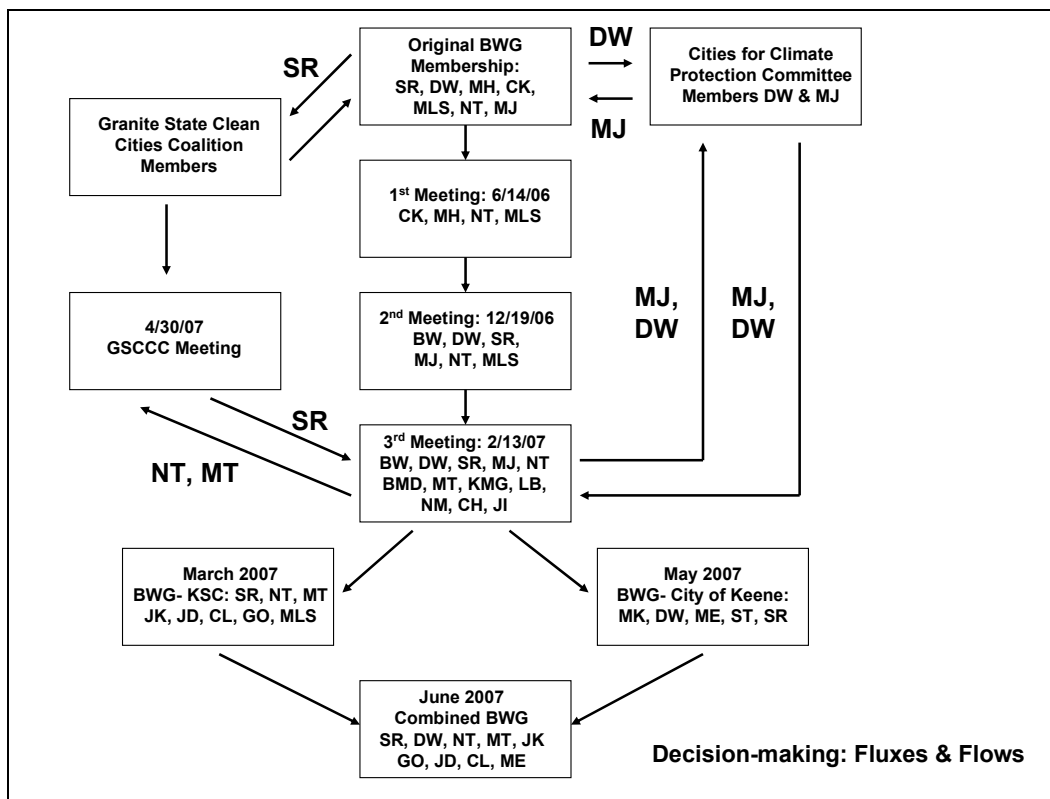 Original BWG
Membership:
SR, DW, MH, CK,
MLS, NT, MJ
DW
MJ
Cities for Climate
Protection Committee
Members DW & MJ
SR
Granite State Clean
Cities Coalition
Members
1st Meeting: 6/14/06
CK, MH, NT, MLS
4/30/07
GSCCC Meeting
2nd Meeting: 12/19/06
BW, DW, SR,
MJ, NT, MLS
MJ,
DW
MJ,
DW
SR
NT, MT
3rd Meeting: 2/13/07
BW, DW, SR, MJ, NT
BMD, MT, KMG, LB,
NM, CH, JI
March 2007
BWG- KSC: SR, NT, MT
JK, JD, CL, GO, MLS
May 2007
BWG- City of Keene:
MK, DW, ME, ST, SR
June 2007
Combined BWG
SR, DW, NT, MT, JK
GO, JD, CL, ME
Decision-making: Fluxes & Flows